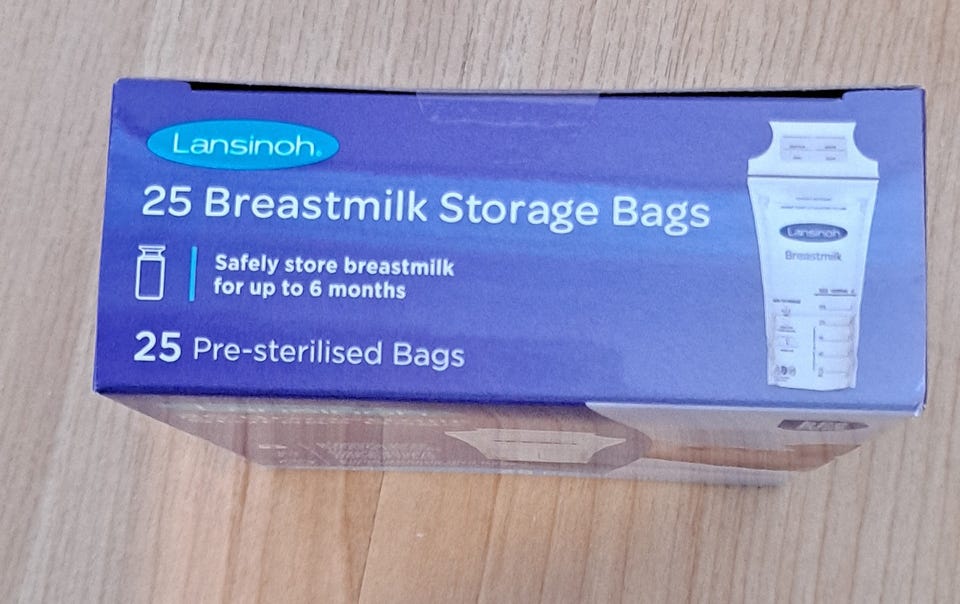 Lansinoh®
25 Breastmilk Storage Bags
Safely store breastmilk
for up to 6 months
25 Pre-sterilised Bags
Lansinoh
Breastmilk